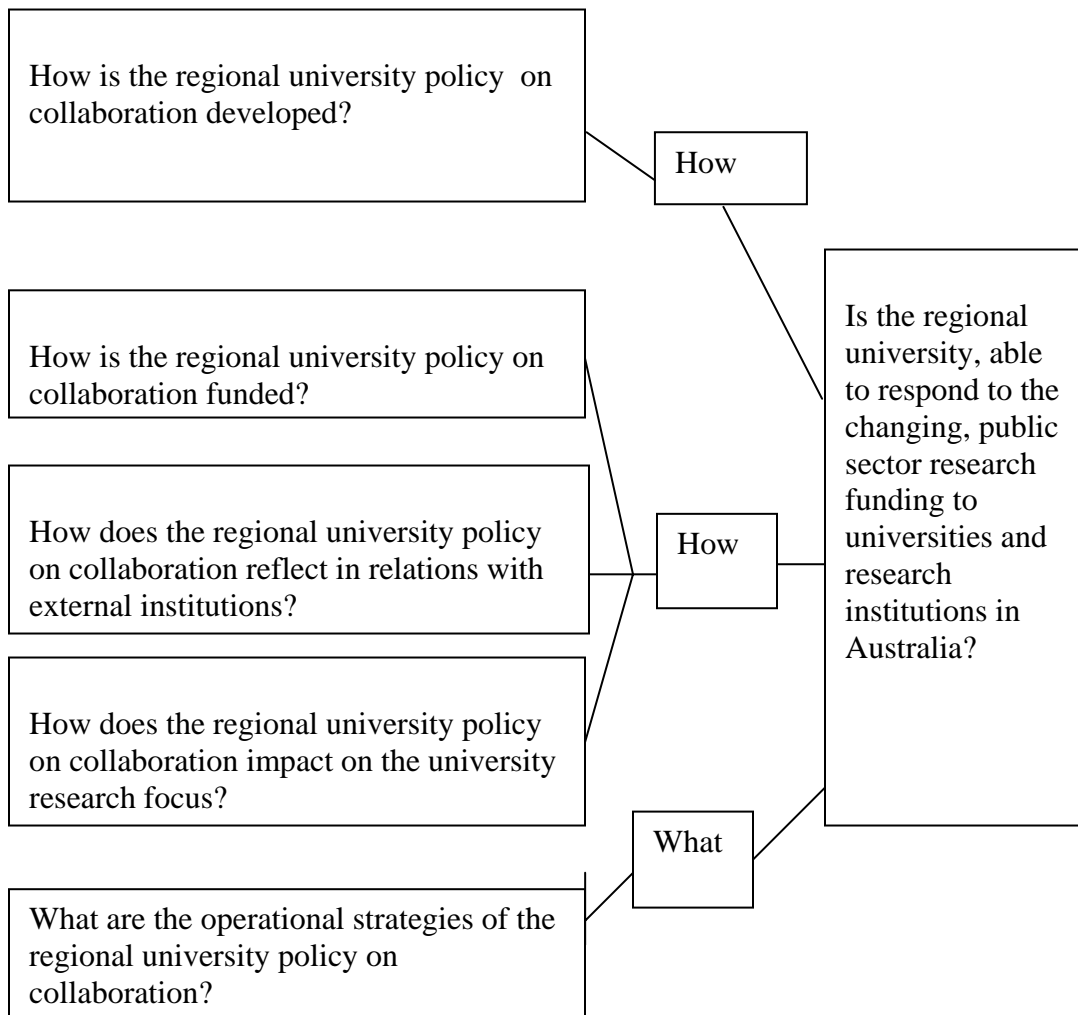 How is the regional university policy  on
collaboration developed?
How
How is the regional university policy on
collaboration funded?
How does the regional university policy
on collaboration reflect in relations with
external institutions?
How does the regional university policy
on collaboration impact on the university
research focus?
How
What are the operational strategies of the
regional university policy on
collaboration?
What
Is the regional
university, able
to respond to the
changing, public
sector research
funding to
universities and
research
institutions in
Australia?